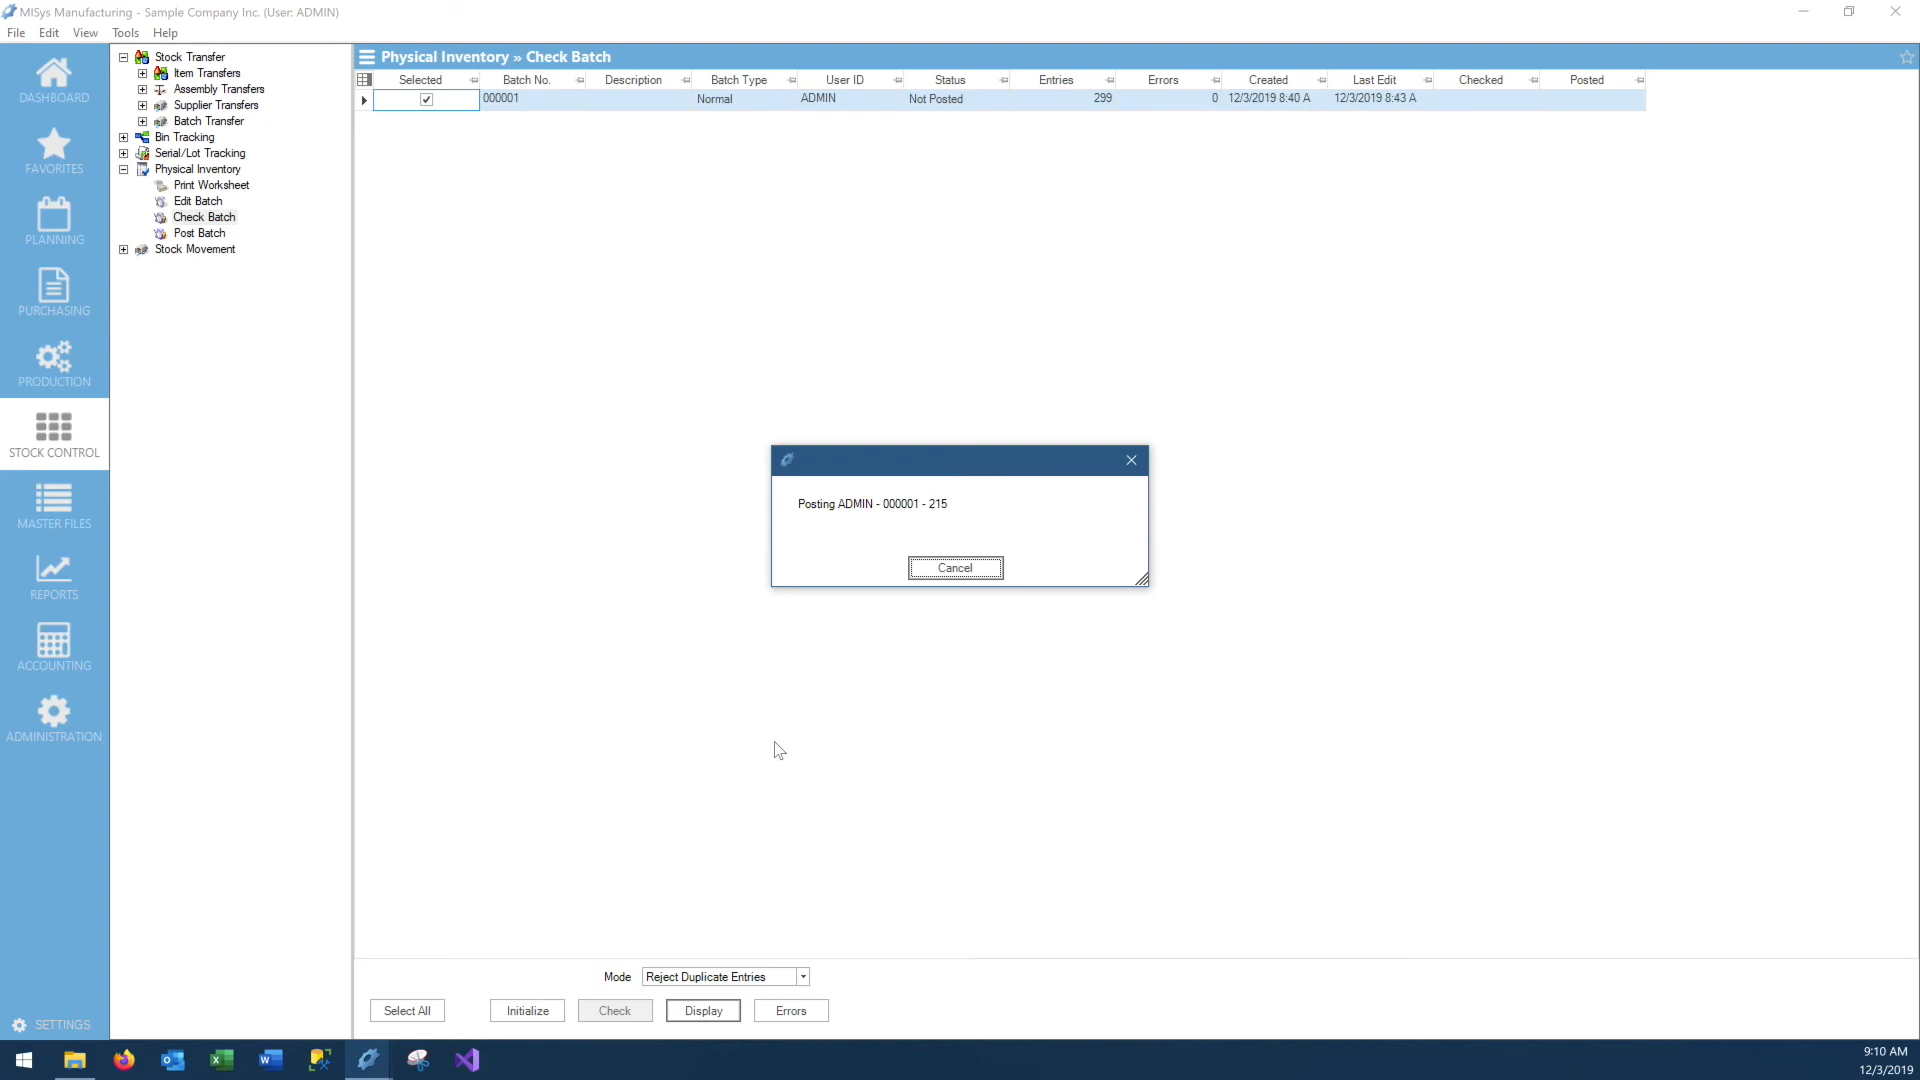 MISys Manufacturing - Sample Company Inc. (User: ADMIN)
File Edit View Tools Help
DASHBOARD
FAVORITES
PLANNING
PURCHASING
PRODUCTION
STOCK CONTROL
MASTER FILES
REPORTS
ACCOUNTING
ADMINISTRATION
SETTINGS
Stock Transfer
Item Transfers
Assembly Transfers
Supplier Transfers
Batch Transfer
Bin Tracking
Serial/Lot Tracking
Physical Inventory
Print Worksheet
Edit Batch
Check Batch
Post Batch
Stock Movement
Physical Inventory » Check Batch
Selected Batch No. Description Batch Type User ID Status Entries Errors Created Last Edit Checked Posted
000001 Normal ADMIN Not Posted 299 0 12/3/2019 8:40 A 12/3/2019 8:43 A
Posting ADMIN - 000001 - 215
Cancel
Mode Reject Duplicate Entries
Select All Initialize Check Display Errors
9:10 AM
12/3/2019